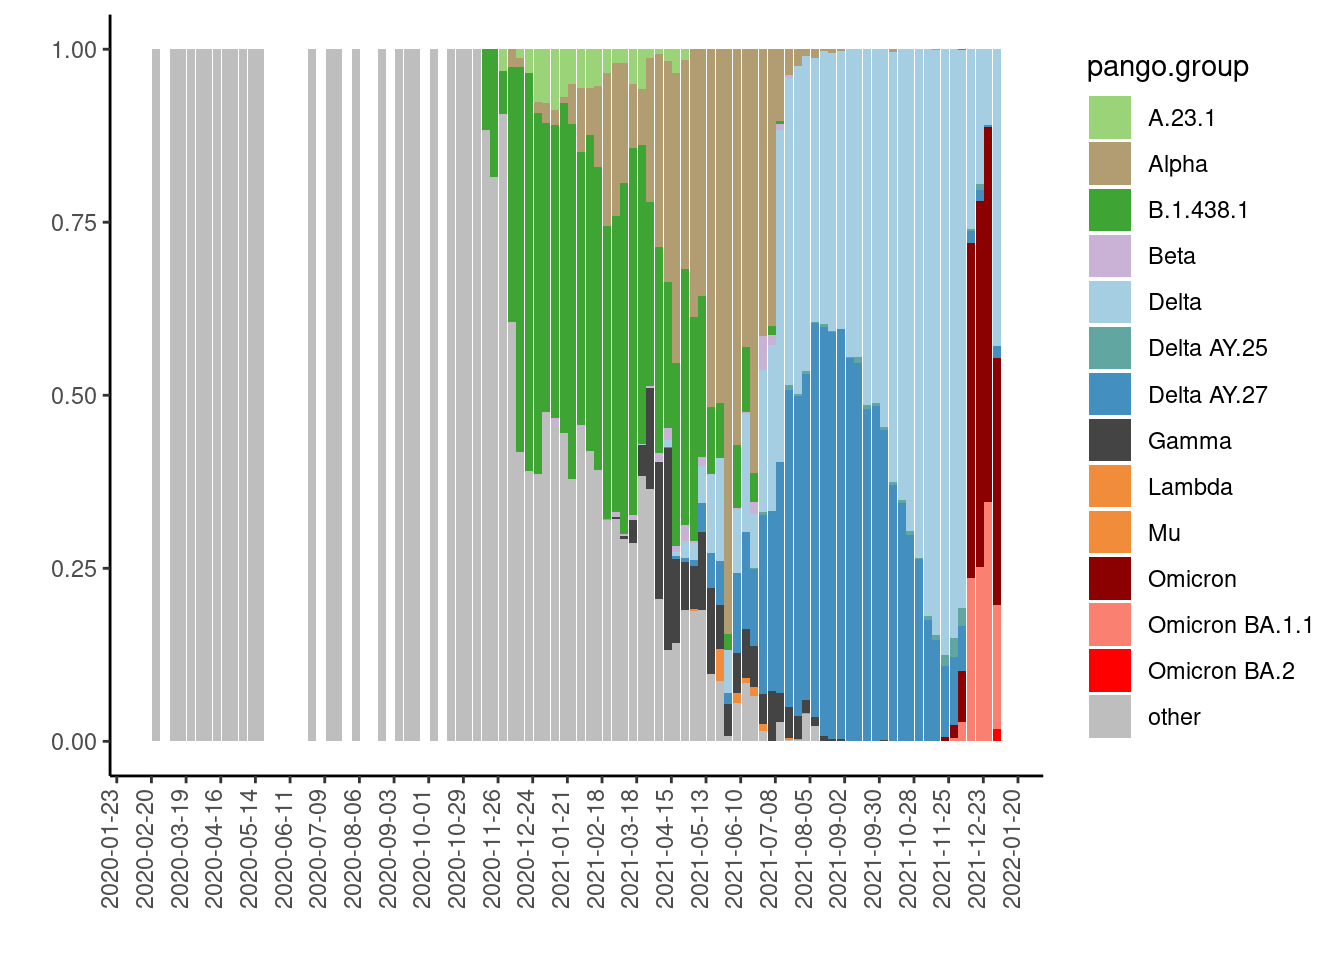 pango.group
A.23.1
Alpha
B.1.438.1
Beta
Delta
Delta AY.25
Delta AY.27
Gamma
Lambda
Mu
Omicron
Omicron BA.1.1
Omicron BA.2
other
1.00
0.75
0.50
0.25
0.00
2020-01-23
2020-02-20
2020-03-19
2020-04-16
2020-05-14
2020-06-11
2020-07-09
2020-08-06
2020-09-03
2020-10-01
2020-10-29
2020-11-26
2020-12-24
2021-01-21
2021-02-18
2021-03-18
2021-04-15
2021-05-13
2021-06-10
2021-07-08
2021-08-05
2021-09-02
2021-09-30
2021-10-28
2021-11-25
2021-12-23
2022-01-20